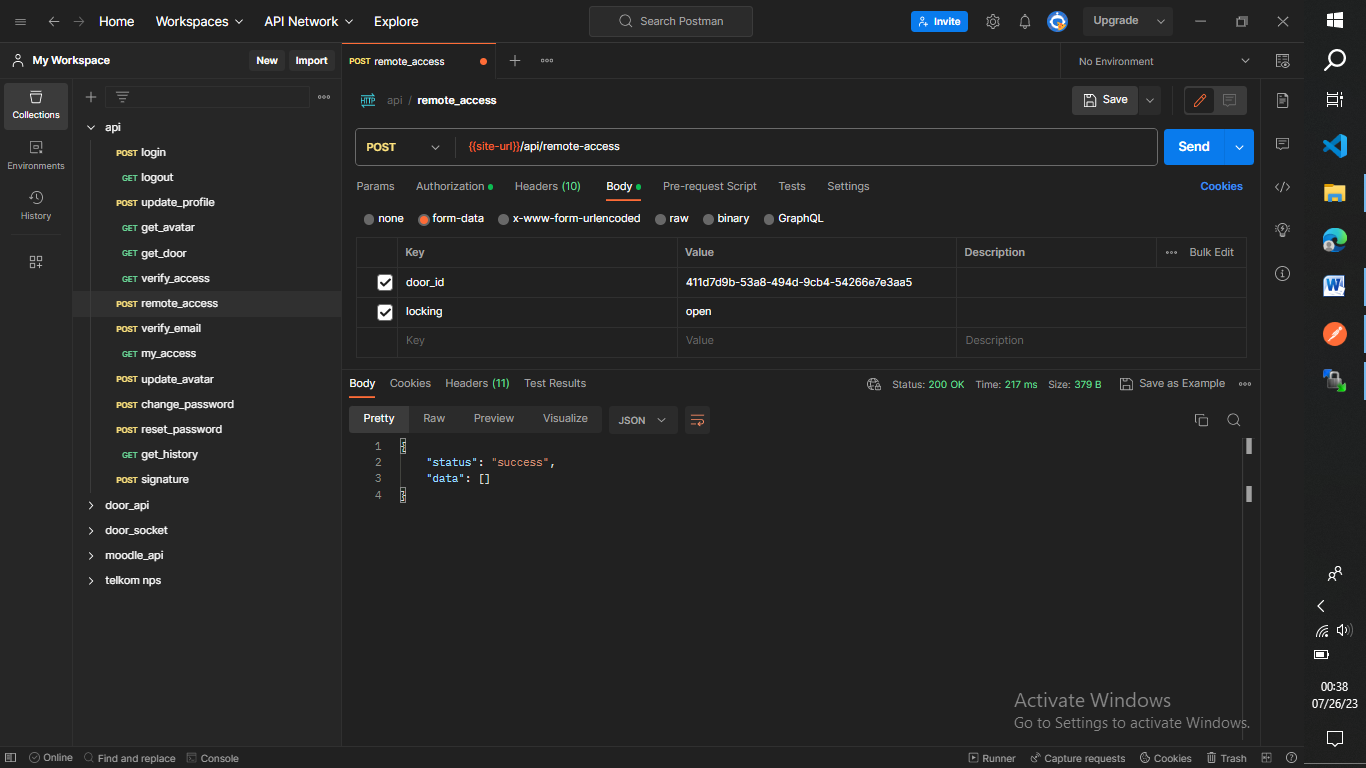 Home Workspaces API Network Explore Search Postman Invite Upgrade
My Workspace New Import POST remote_access No Environment
Collections
Environments
History
api
POST login
GET logout
POST update_profile
GET get_avatar
GET get_door
GET verify_access
POST remote_access
POST verify_email
GET my_access
POST update_avatar
POST change_password
POST reset_password
GET get_history
POST signature
door_api
door_socket
moodle_api
telkom nps
HTTP api / remote_access Save
POST {{site-url}}/api/remote-access Send
Params Authorization Headers (10) Body Pre-request Script Tests Settings Cookies
none form-data x-www-form-urlencoded raw binary GraphQL
Key Value Description Bulk Edit
door_id 411d7d9b-53a8-494d-9cb4-54266e7e3aa5
locking open
Key Value Description
Body Cookies Headers (11) Test Results Status: 200 OK Time: 217 ms Size: 379 B Save as Example
Pretty Raw Preview Visualize JSON
1 {
2 "status": "success",
3 "data": []
4 }
Activate Windows
Go to Settings to activate Windows.
Online Find and replace Console Runner Capture requests Cookies Trash
00:38
07/26/23